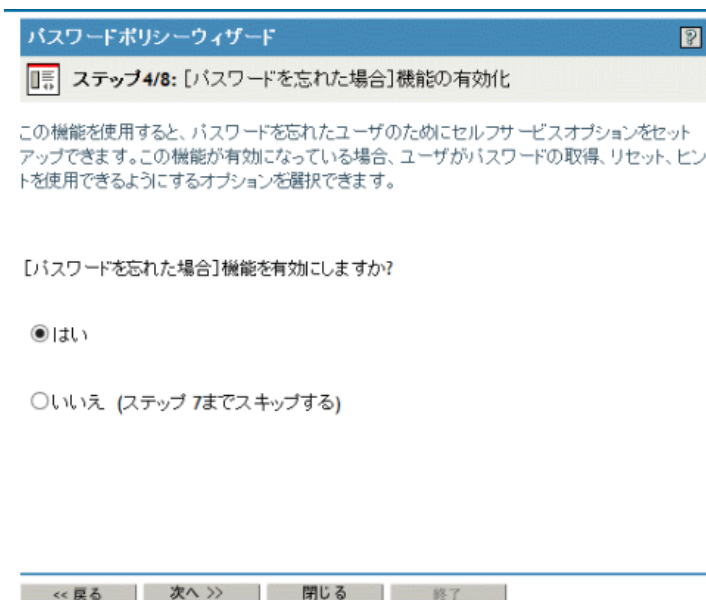 パスワードポリシーウィザード
ステップ4/8: [パスワードを忘れた場合]機能の有効化
この機能を使用すると、パスワードを忘れたユーザのためにセルフサービスオプションをセット
アップできます。この機能が有効になっている場合、ユーザがパスワードの取得、リセット、ヒン
トを使用できるようにするオプションを選択できます。
[パスワードを忘れた場合]機能を有効にしますか?
はい
いいえ (ステップ 7までスキップする)
<< 戻る 次へ >> 閉じる 終了